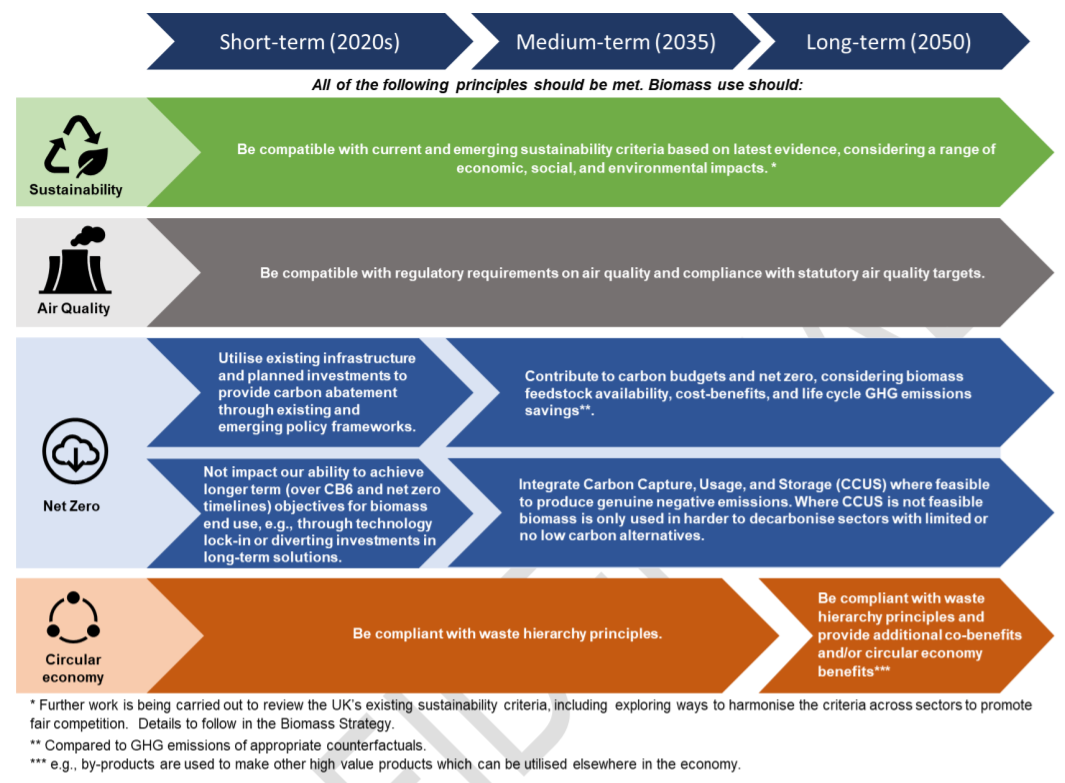 Short-term (2020s)
Medium-term (2035)
Long-term (2050)
All of the following principles should be met. Biomass use should:
Sustainability
Be compatible with current and emerging sustainability criteria based on latest evidence, considering a range of
economic, social, and environmental impacts. *
Air Quality
Be compatible with regulatory requirements on air quality and compliance with statutory air quality targets.
Net Zero
Utilise existing infrastructure
and planned investments to
provide carbon abatement
through existing and
emerging policy frameworks.
Contribute to carbon budgets and net zero, considering biomass
feedstock availability, cost-benefits, and life cycle GHG emissions
savings**.
Not impact our ability to achieve
longer term (over CB6 and net zero
timelines) objectives for biomass
end use, e.g., through technology
lock-in or diverting investments in
long-term solutions.
Integrate Carbon Capture, Usage, and Storage (CCUS) where feasible
to produce genuine negative emissions. Where CCUS is not feasible
biomass is only used in harder to decarbonise sectors with limited or
no low carbon alternatives.
Circular
economy
Be compliant with waste hierarchy principles.
Be compliant with waste
hierarchy principles and
provide additional co-benefits
and/or circular economy
benefits***
* Further work is being carried out to review the UK's existing sustainability criteria, including exploring ways to harmonise the criteria across sectors to promote
fair competition. Details to follow in the Biomass Strategy.
** Compared to GHG emissions of appropriate counterfactuals.
*** e.g., by-products are used to make other high value products which can be utilised elsewhere in the economy.